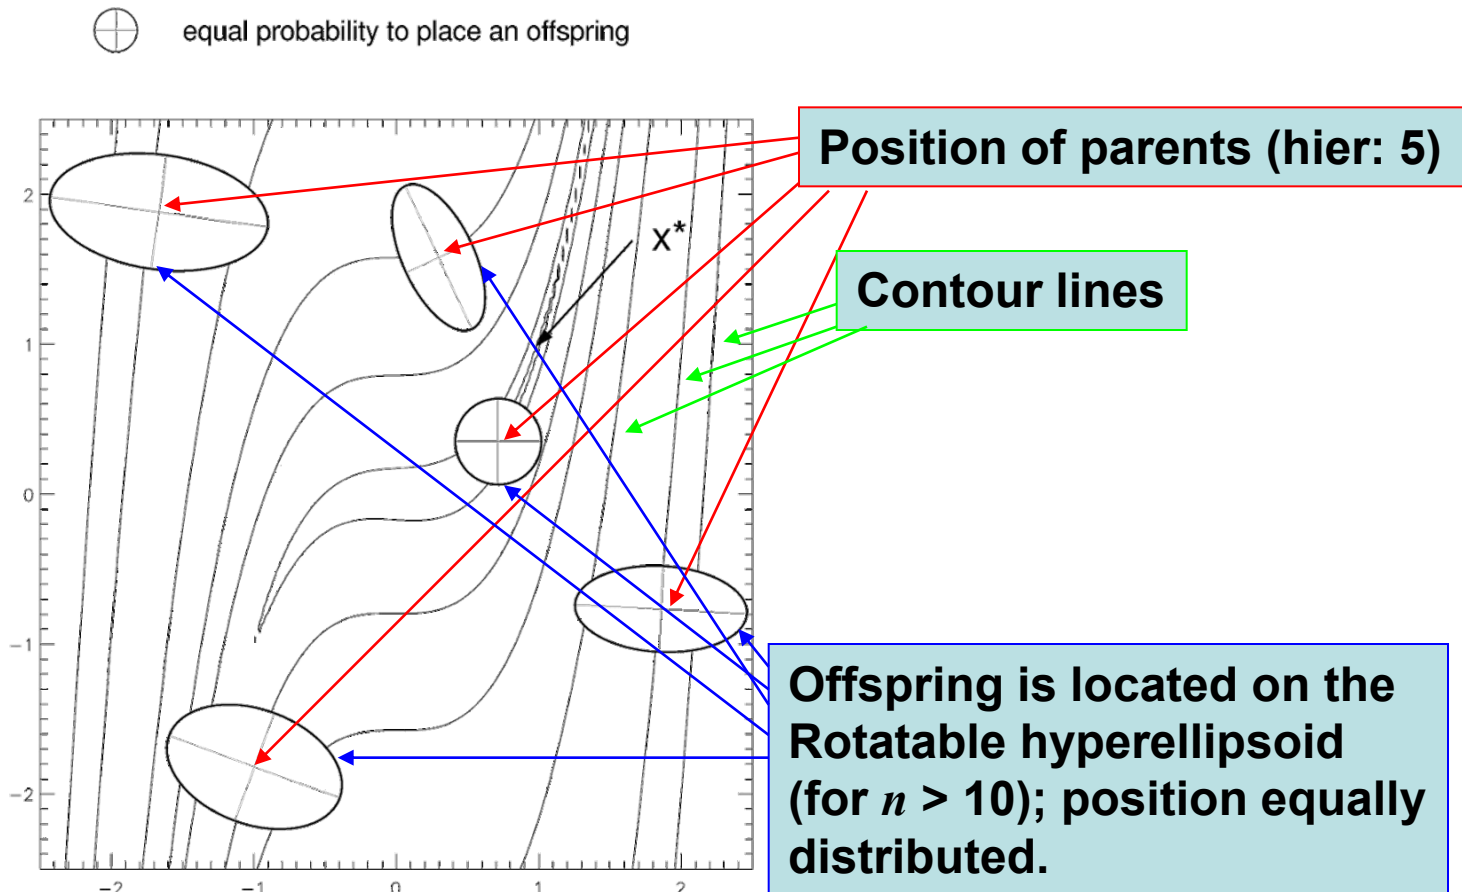 equal probability to place an offspring
Position of parents (hier: 5)
x*
Contour lines
2
1
0
−1
−2
Offspring is located on the
Rotatable hyperellipsoid
(for n > 10); position equally
distributed.
−2 −1 0 1 2